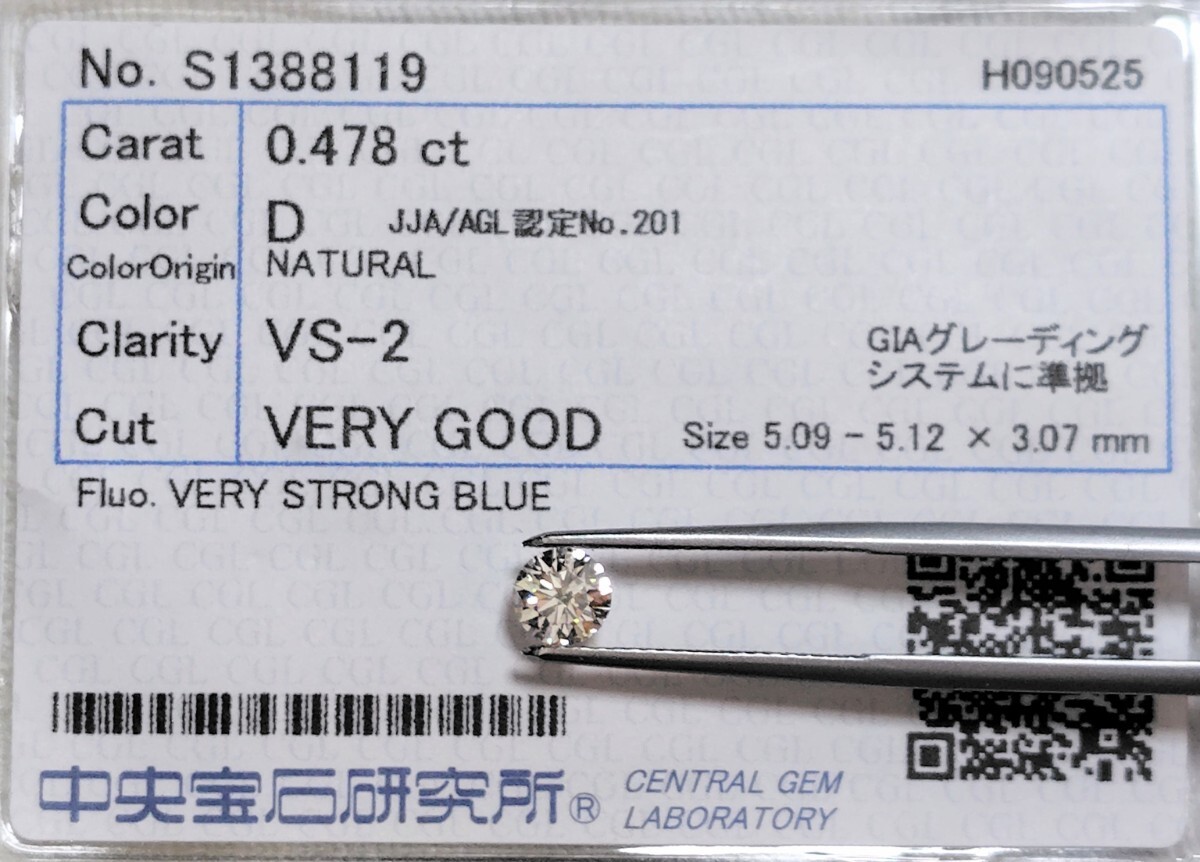 No. S1388119 H090525
Carat 0.478 ct
Color D JJA/AGL認定No.201
ColorOrigin NATURAL
Clarity VS-2 GIAグレーディング
システムに準拠
Cut VERY GOOD Size 5.09 - 5.12 × 3.07 mm
Fluo. VERY STRONG BLUE
中央宝石研究所® CENTRAL GEM
LABORATORY